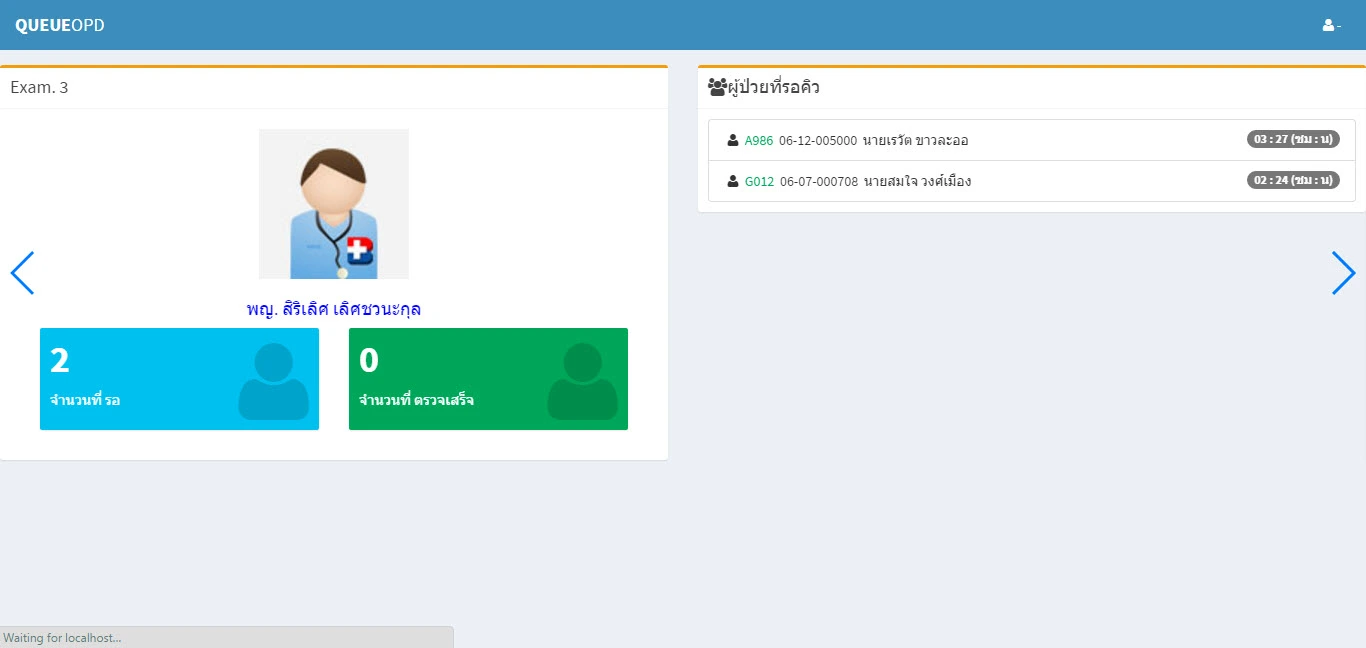 QUEUEOPD
-
Exam. 3
พญ. สิริเลิศ เลิศชวนะกุล
2
จำนวนที่ รอ
0
จำนวนที่ ตรวจเสร็จ
ผู้ป่วยที่รอคิว
A986 06-12-005000 นายเรวัต ขาวละออ 03 : 27 (ชม : น)
G012 06-07-000708 นายสมใจ วงศ์เมือง 02 : 24 (ชม : น)
Waiting for localhost...